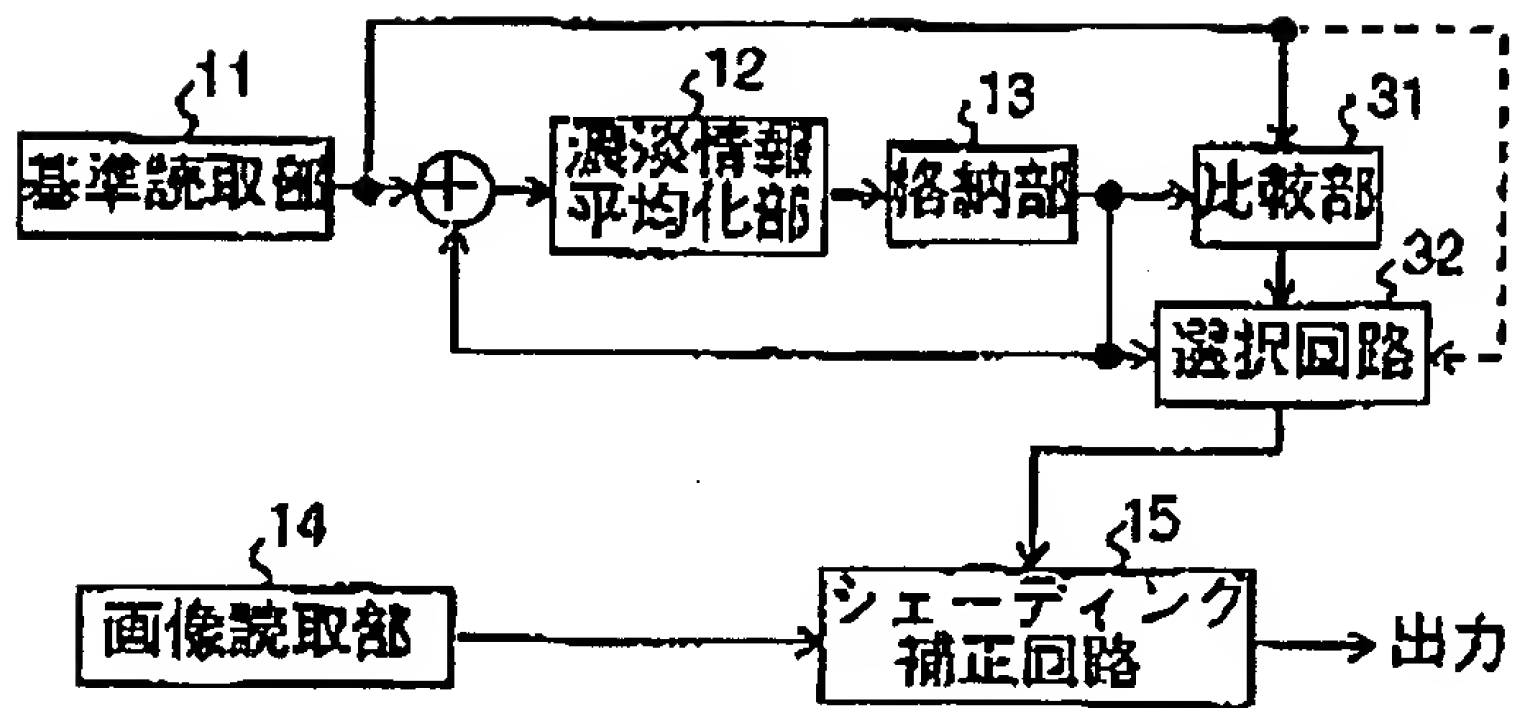 11
12
13
31
基準読取部
濃淡情報
平均化部
格納部
比較部
32
選択回路
14
15
画像読取部
シェーディング
補正回路
出力